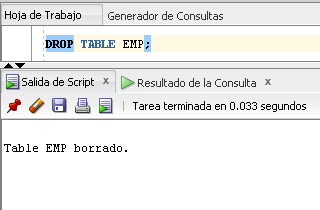 Hoja de Trabajo Generador de Consultas
DROP TABLE EMP;
Salida de Script x Resultado de la Consulta x
Tarea terminada en 0.033 segundos
Table EMP borrado.